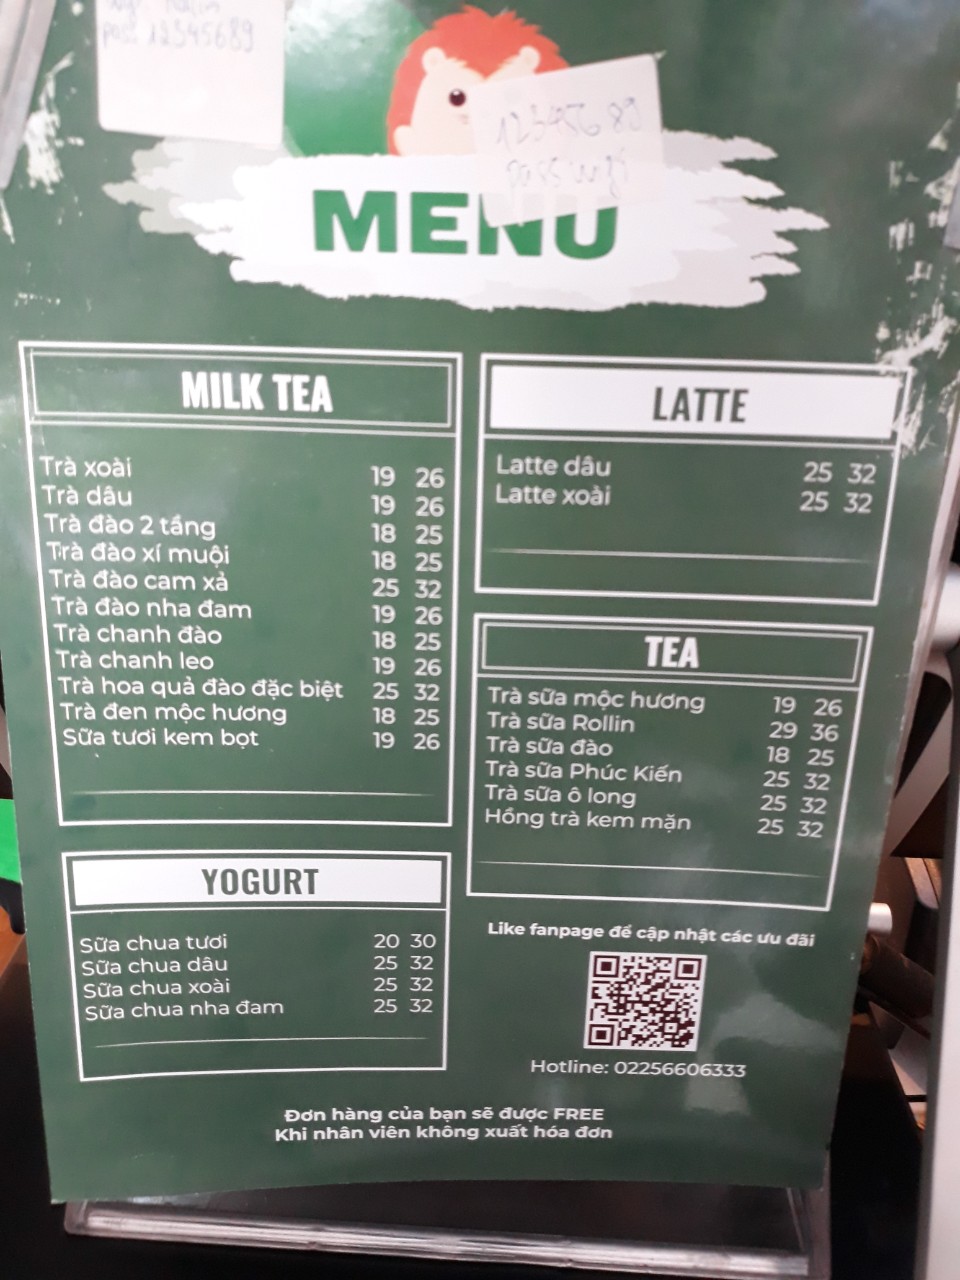 pass 12345689
12345689
pass wifi
MENU
MILK TEA
Trà xoài 19 26
Trà dâu 19 26
Trà đào 2 tầng 18 25
Trà đào xí muội 18 25
Trà đào cam xả 25 32
Trà đào nha đam 19 26
Trà chanh đào 18 25
Trà chanh leo 19 26
Trà hoa quả đào đặc biệt 25 32
Trà đen mộc hương 18 25
Sữa tươi kem bọt 19 26
YOGURT
Sữa chua tươi 20 30
Sữa chua dâu 25 32
Sữa chua xoài 25 32
Sữa chua nha đam 25 32
LATTE
Latte dâu 25 32
Latte xoài 25 32
TEA
Trà sữa mộc hương 19 26
Trà sữa Rollin 29 36
Trà sữa đào 18 25
Trà sữa Phúc Kiến 25 32
Trà sữa ô long 25 32
Hồng trà kem mặn 25 32
Like fanpage để cập nhật các ưu đãi
Hotline: 02256606333
Đơn hàng của bạn sẽ được FREE
Khi nhân viên không xuất hóa đơn